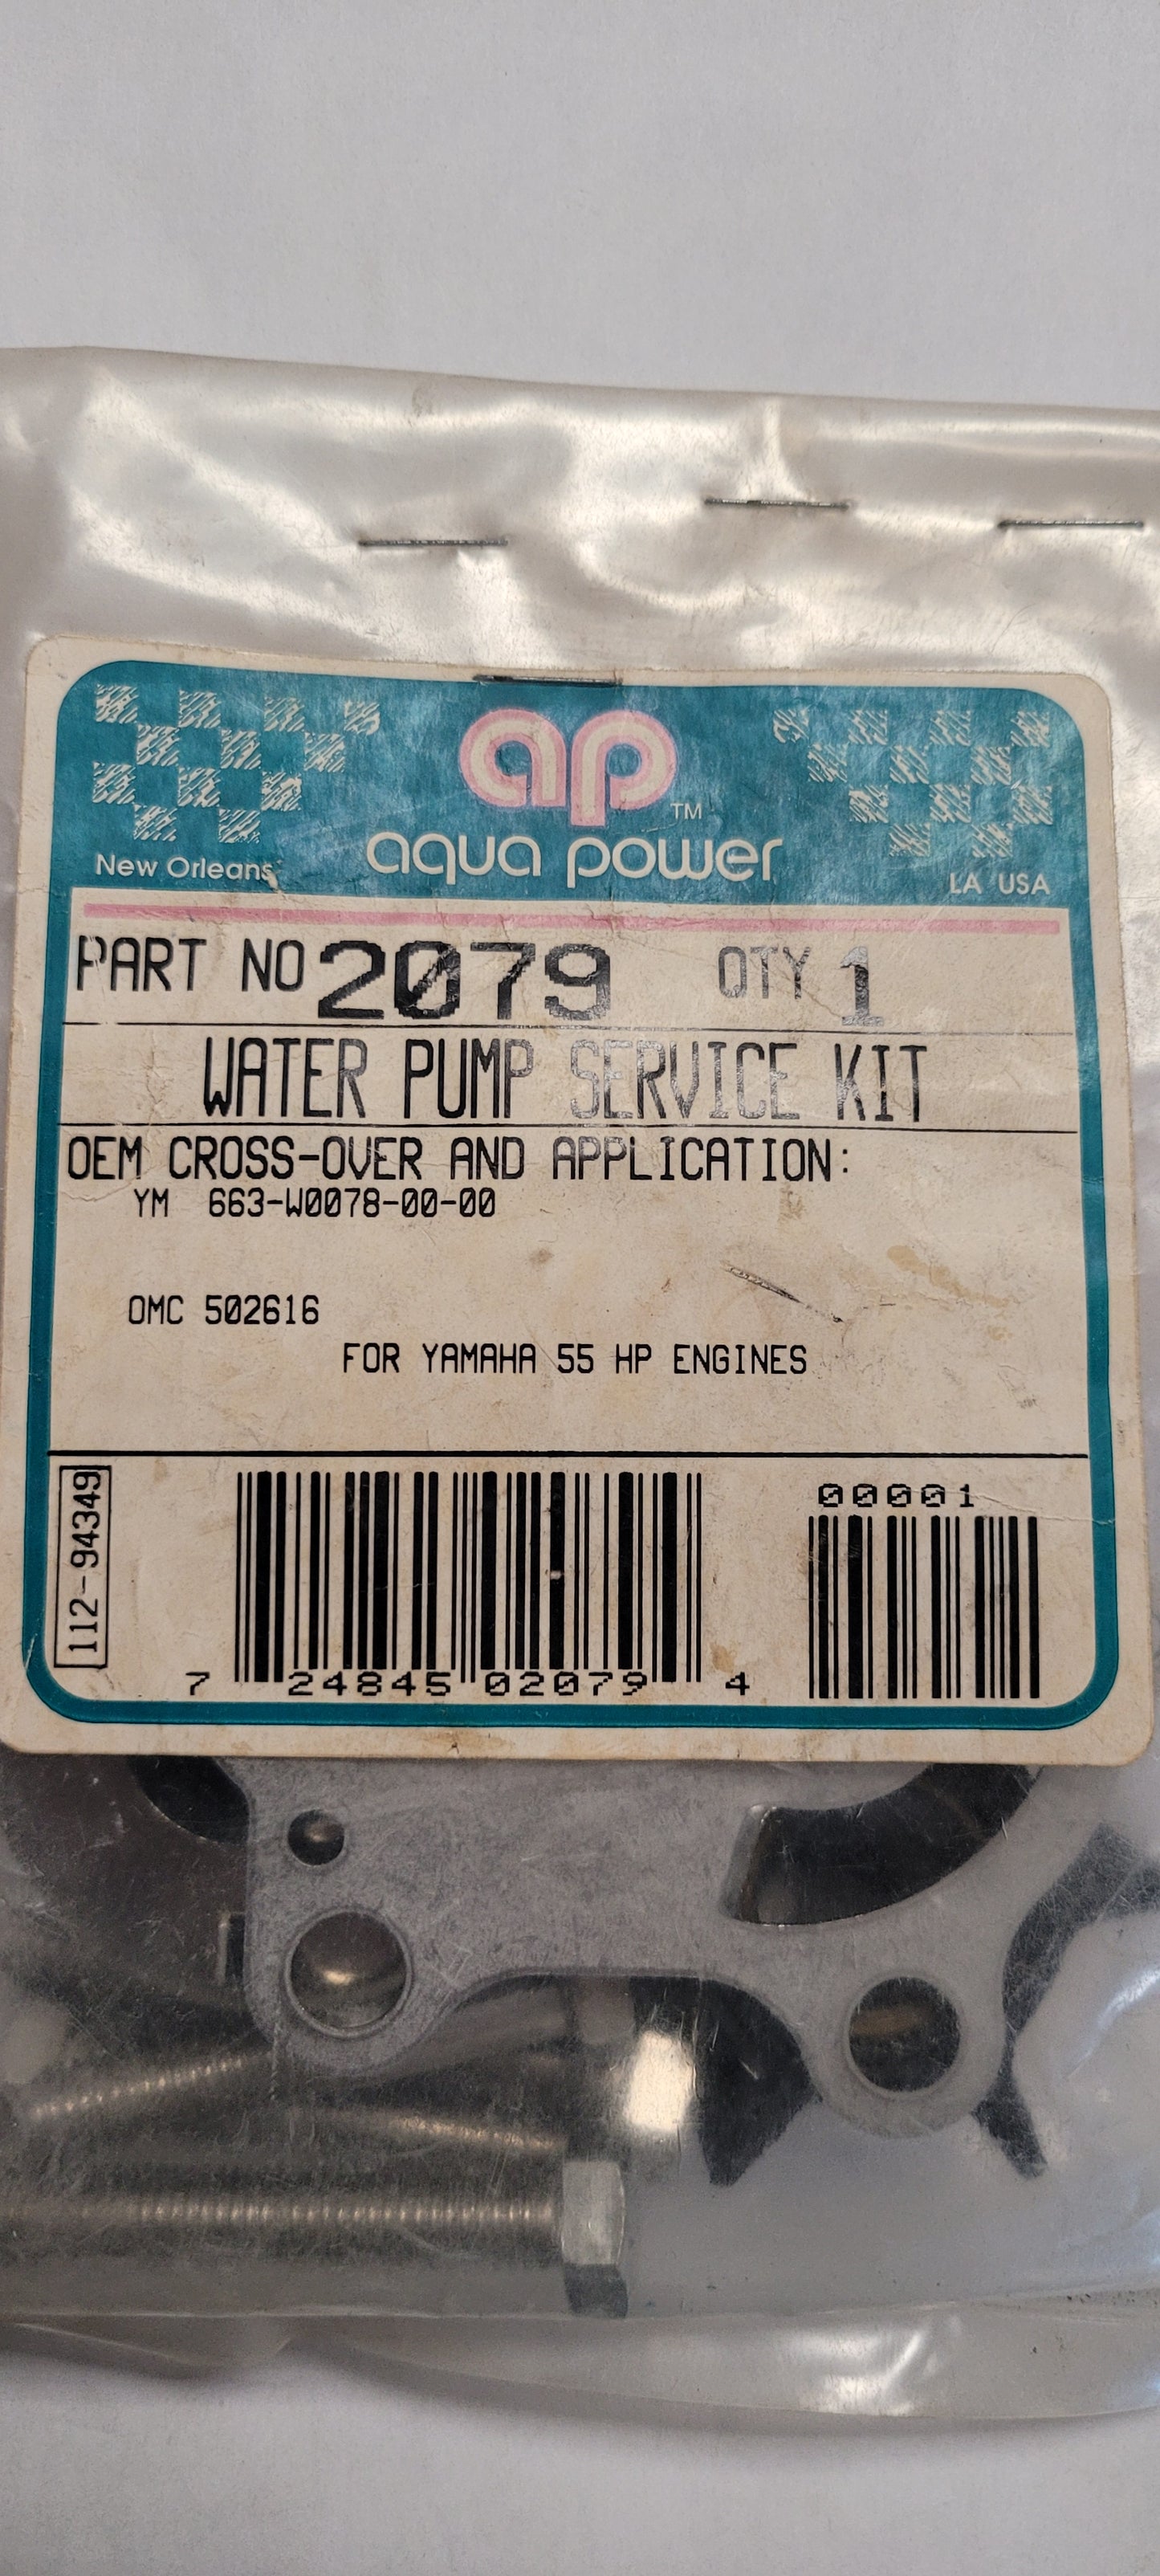 ap TM
aqua power
New Orleans LA USA
PART NO 2079 QTY 1
WATER PUMP SERVICE KIT
OEM CROSS-OVER AND APPLICATION:
YM 663-W0078-00-00
OMC 502616
FOR YAMAHA 55 HP ENGINES
112-94349
00001
7 24845 02079 4